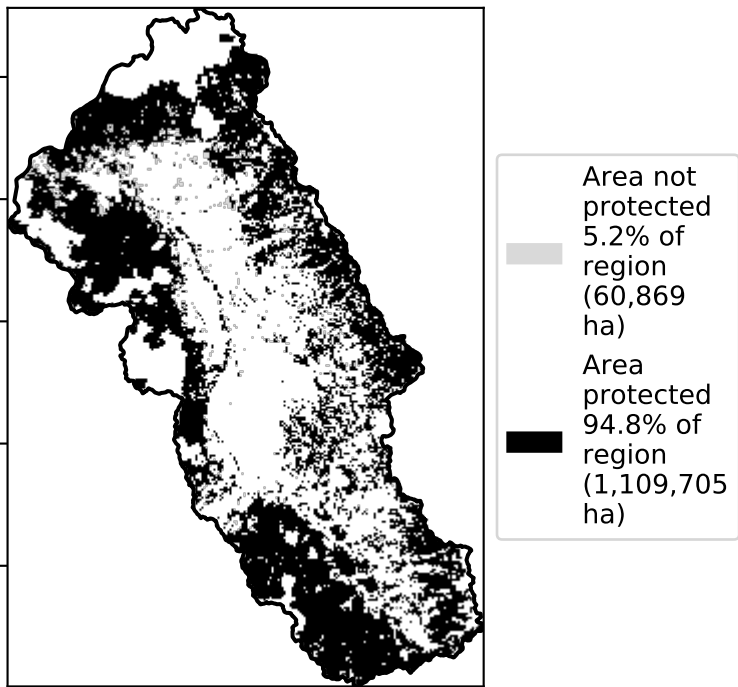 Area not
protected
5.2% of
region
(60,869
ha)
Area
protected
94.8% of
region
(1,109,705
ha)